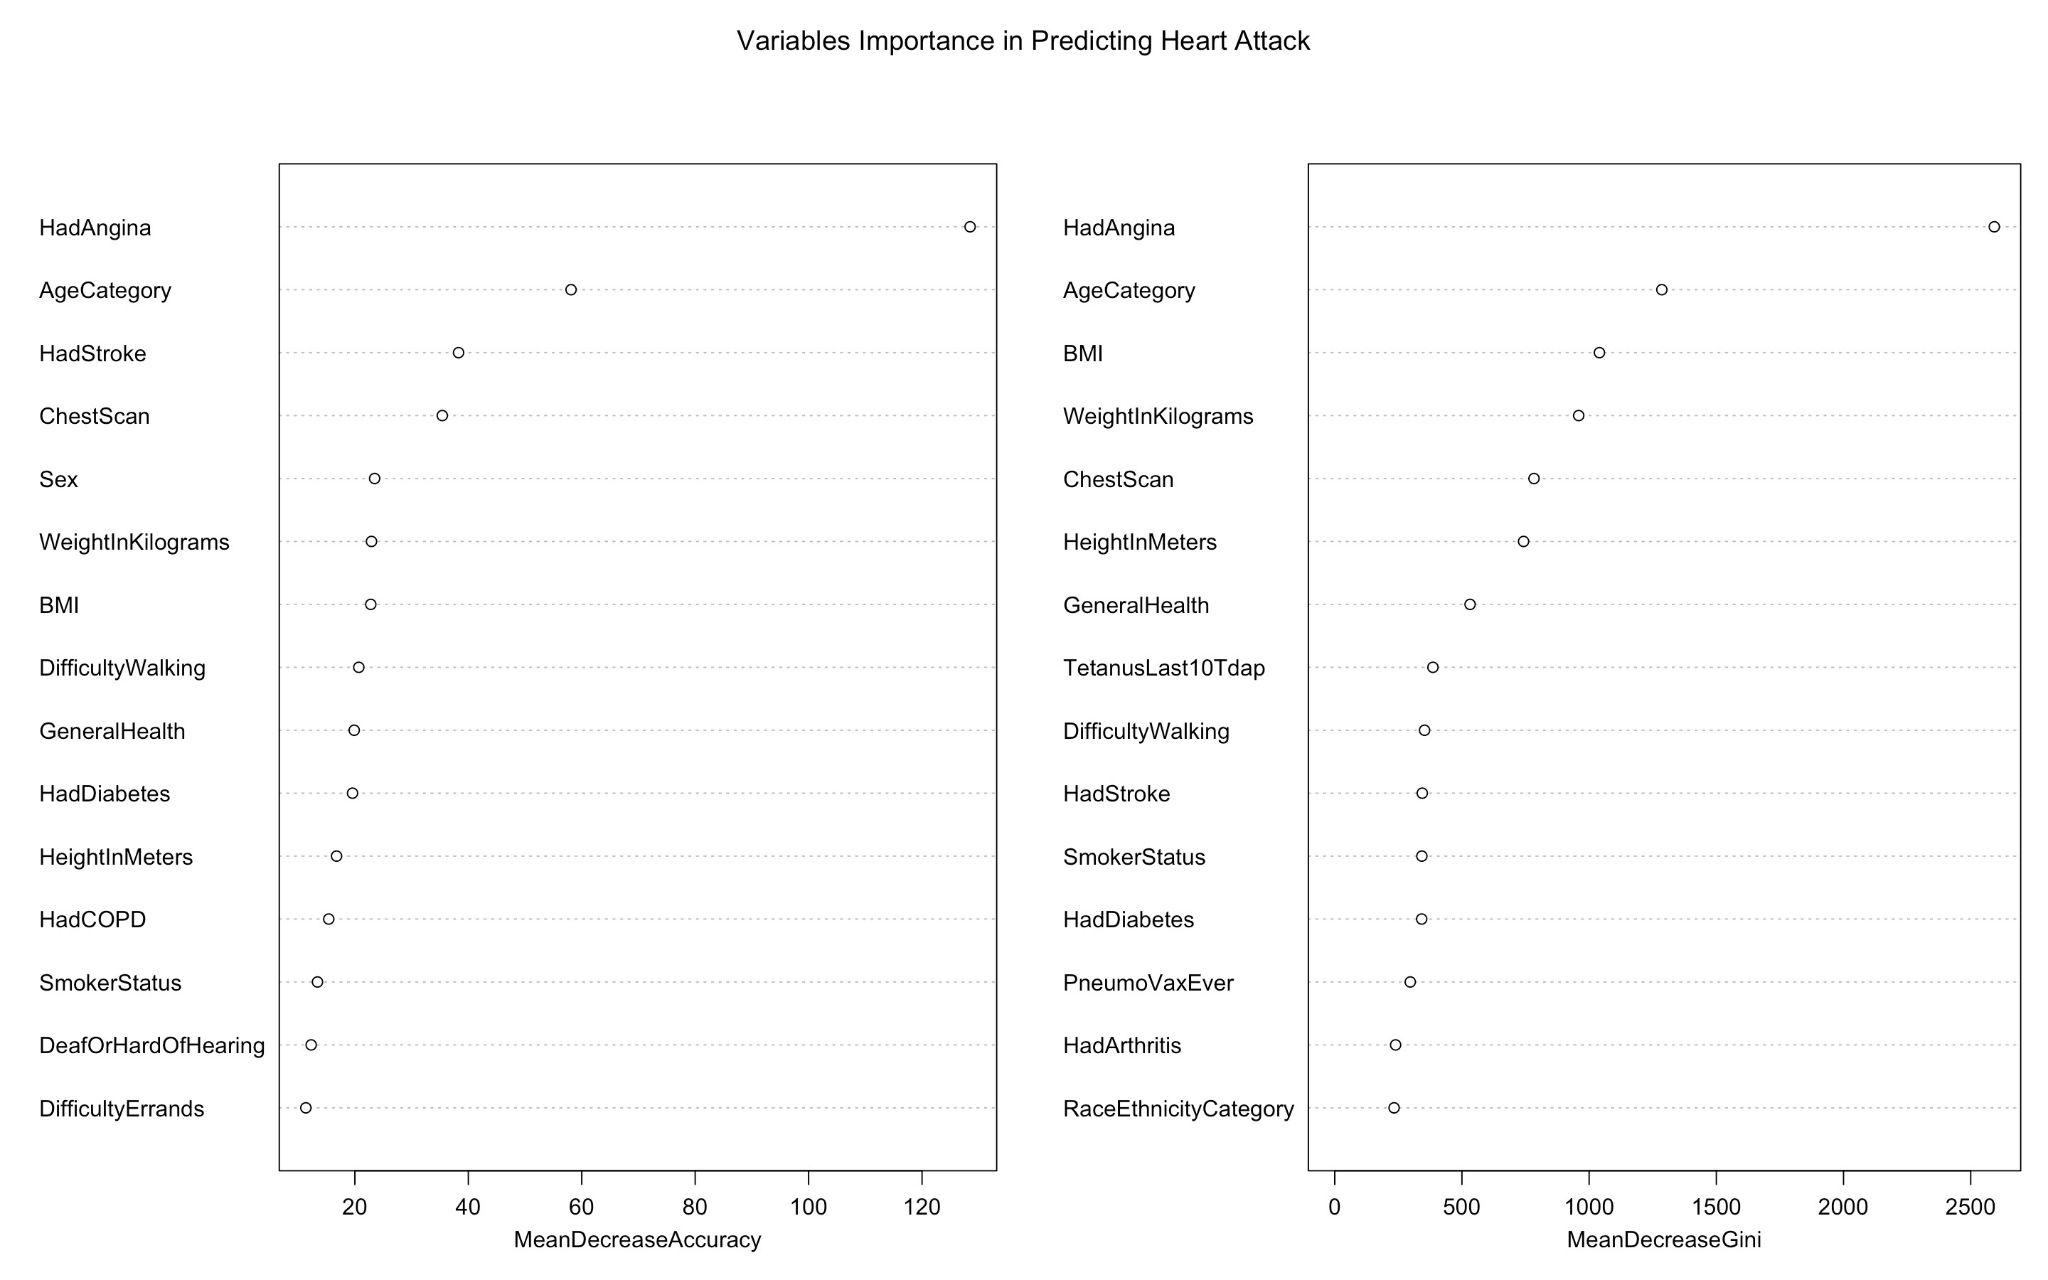 Variables Importance in Predicting Heart Attack
HadAngina
AgeCategory
HadStroke
ChestScan
Sex
WeightInKilograms
BMI
DifficultyWalking
GeneralHealth
HadDiabetes
HeightInMeters
HadCOPD
SmokerStatus
DeafOrHardOfHearing
DifficultyErrands
20 40 60 80 100 120
MeanDecreaseAccuracy
HadAngina
AgeCategory
BMI
WeightInKilograms
ChestScan
HeightInMeters
GeneralHealth
TetanusLast10Tdap
DifficultyWalking
HadStroke
SmokerStatus
HadDiabetes
PneumoVaxEver
HadArthritis
RaceEthnicityCategory
0 500 1000 1500 2000 2500
MeanDecreaseGini